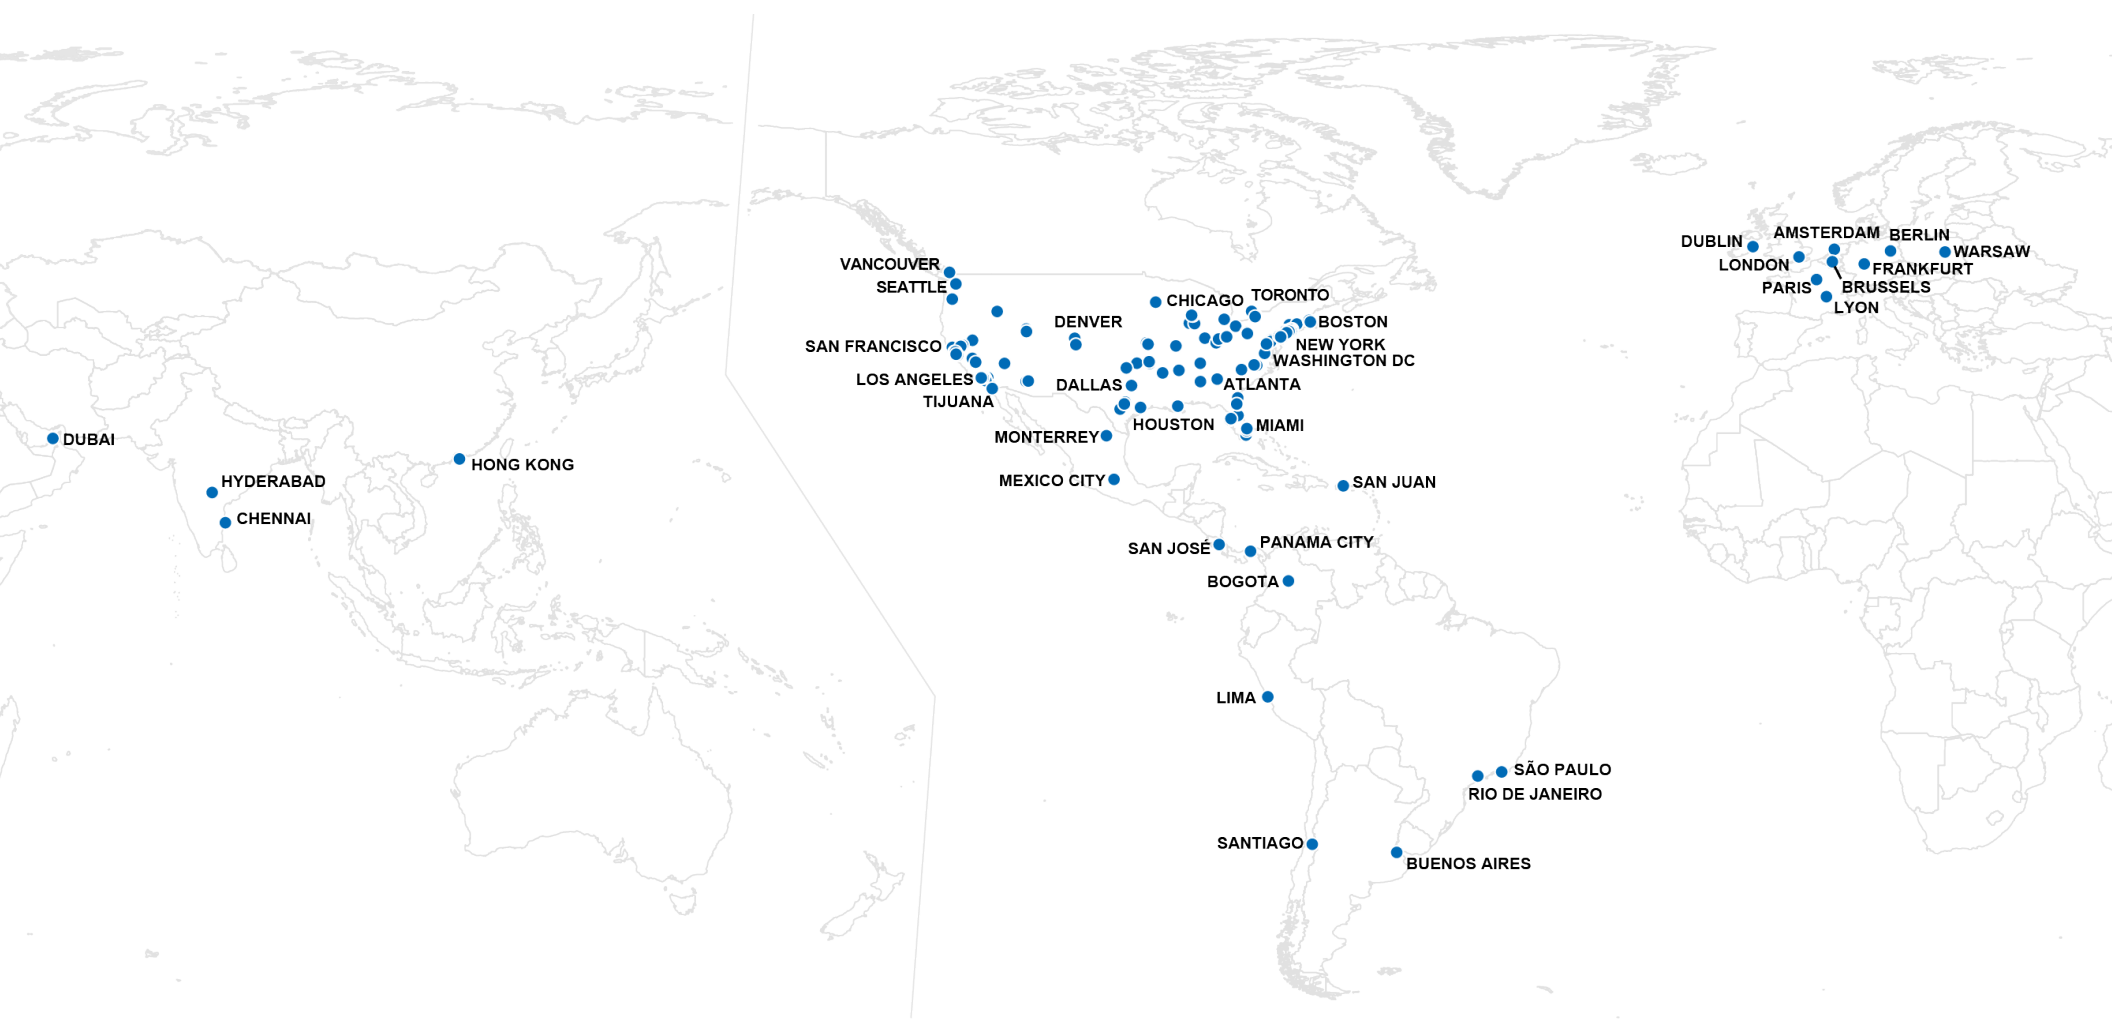 VANCOUVER
SEATTLE
SAN FRANCISCO
LOS ANGELES
TIJUANA
DENVER
DALLAS
CHICAGO
TORONTO
BOSTON
NEW YORK
WASHINGTON DC
ATLANTA
HOUSTON
MIAMI
MONTERREY
MEXICO CITY
SAN JUAN
SAN JOSÉ
PANAMA CITY
BOGOTA
LIMA
SÃO PAULO
RIO DE JANEIRO
SANTIAGO
BUENOS AIRES
DUBLIN
AMSTERDAM
BERLIN
WARSAW
LONDON
FRANKFURT
PARIS
BRUSSELS
LYON
DUBAI
HYDERABAD
CHENNAI
HONG KONG